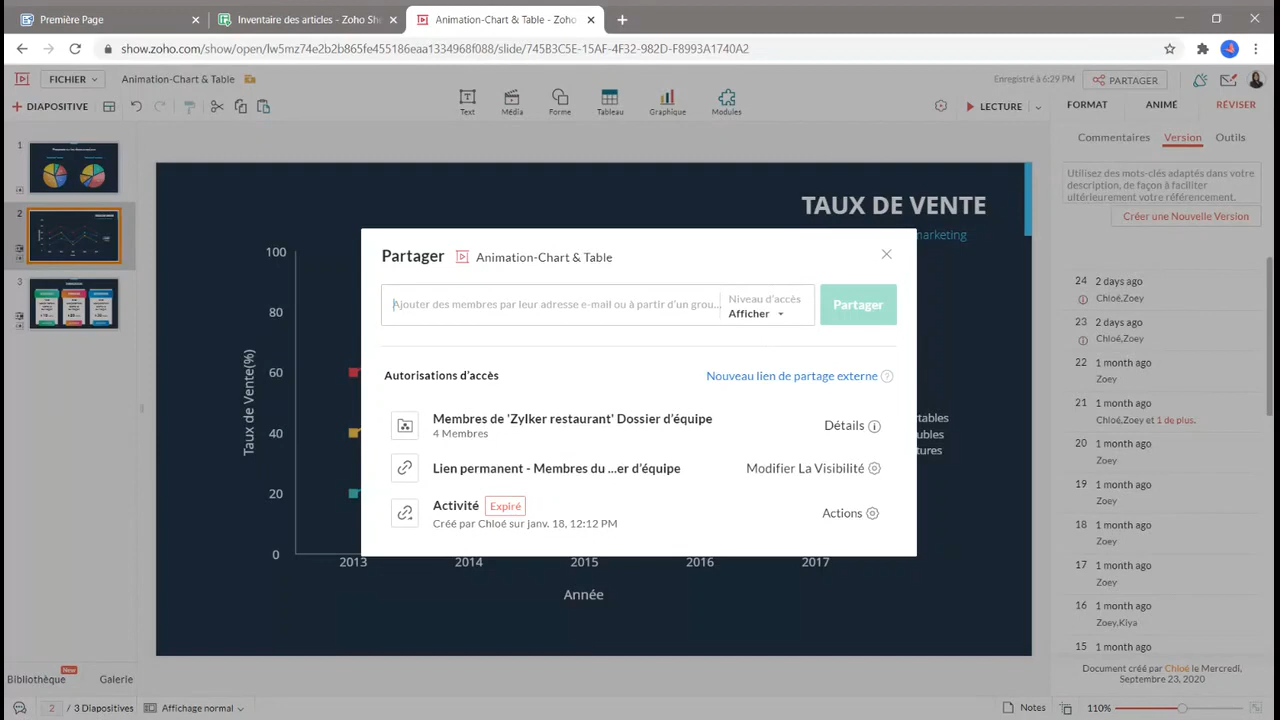 Première Page
Inventaire des articles - Zoho She
Animation-Chart & Table - Zoho
show.zoho.com/show/open/lw5mz74e2b2b865fe455186eaa1334968f088/slide/745B3C5E-15AF-4F32-982D-F8993A1740A2
FICHIER
Animation-Chart & Table
Enregistré à 6:29 PM
PARTAGER
DIAPOSITIVE
Text
Média
Forme
Tableau
Graphique
Modules
LECTURE
FORMAT
ANIMÉ
RÉVISER
Commentaires
Version
Outils
Utilisez des mots-clés adaptés dans votre
description, de façon à faciliter
ultérieurement votre référencement.
Créer une Nouvelle Version
1
2
3
TAUX DE VENTE
marketing
100
80
60
40
20
0
Taux de Vente(%)
2013
2014
2015
2016
2017
Année
Partager
Animation-Chart & Table
Ajouter des membres par leur adresse e-mail ou à partir d'un grou...
Niveau d'accès
Afficher
Partager
Autorisations d'accès
Nouveau lien de partage externe ?
Membres de 'Zylker restaurant' Dossier d'équipe
4 Membres
Détails
Lien permanent - Membres du ...er d'équipe
Modifier La Visibilité
Activité
Expiré
Créé par Chloé sur janv. 18, 12:12 PM
Actions
tables
ubles
tures
24 2 days ago
Chloé,Zoey
23 2 days ago
Chloé,Zoey
22 1 month ago
Zoey
21 1 month ago
Chloé,Zoey et 1 de plus.
20 1 month ago
Zoey
19 1 month ago
Zoey
18 1 month ago
Zoey
17 1 month ago
Zoey
16 1 month ago
Zoey,Kiya
15 1 month ago
Document créé par Chloé le Mercredi,
Septembre 23, 2020
New
Bibliothèque
Galerie
2 / 3 Diapositives
Affichage normal
Notes
110%